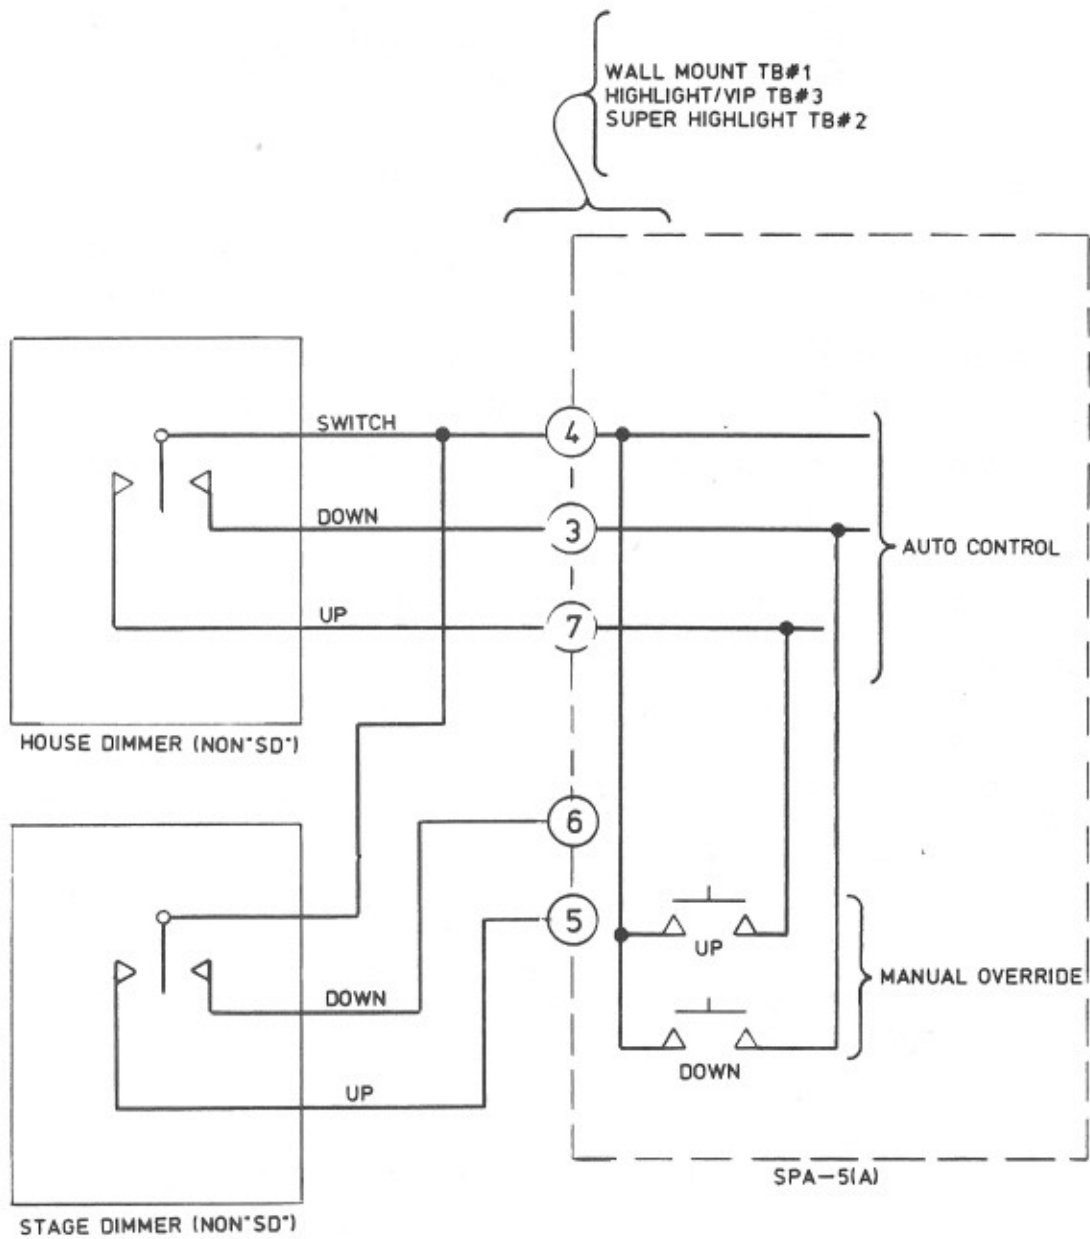 WALL MOUNT TB#1
HIGHLIGHT/VIP TB#3
SUPER HIGHLIGHT TB#2
SWITCH
4
DOWN
3
AUTO CONTROL
UP
7
HOUSE DIMMER (NON"SD")
6
5
UP
MANUAL OVERRIDE
DOWN
DOWN
UP
SPA-5(A)
STAGE DIMMER (NON"SD")